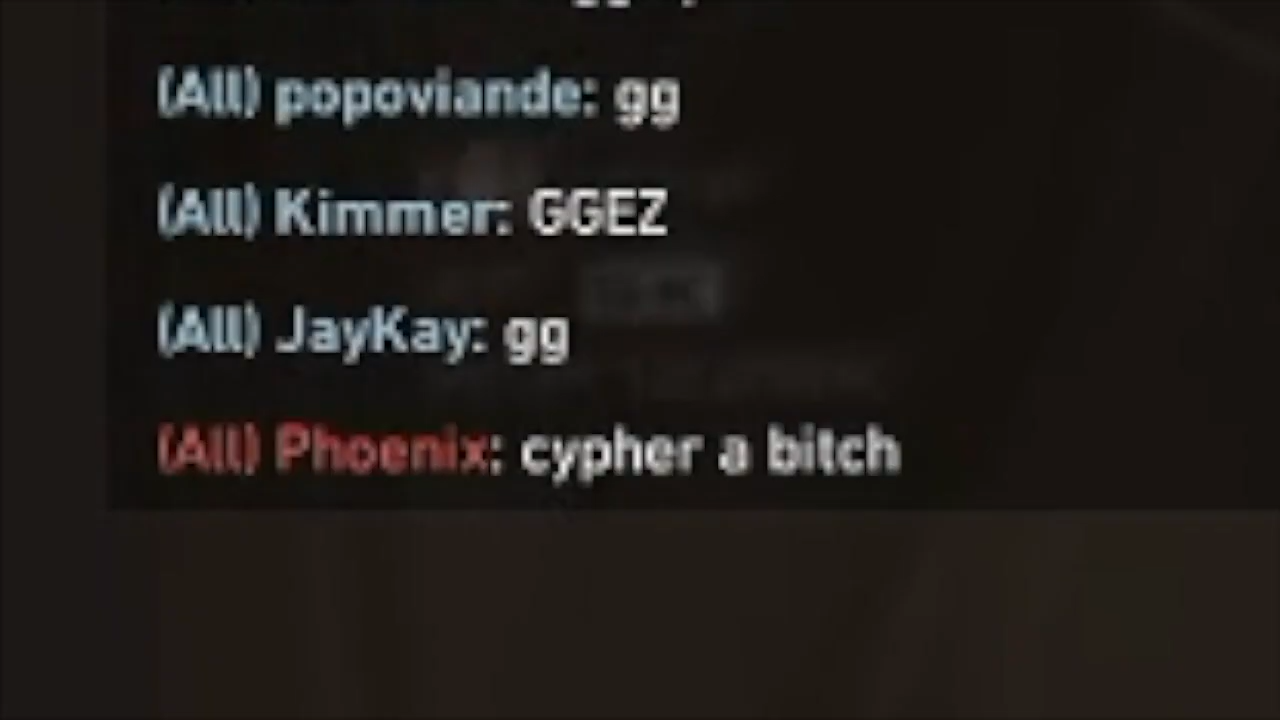 (All) popoviande: gg
(All) Kimmer: GGEZ
(All) JayKay: gg
(All) Phoenix: cypher a bitch